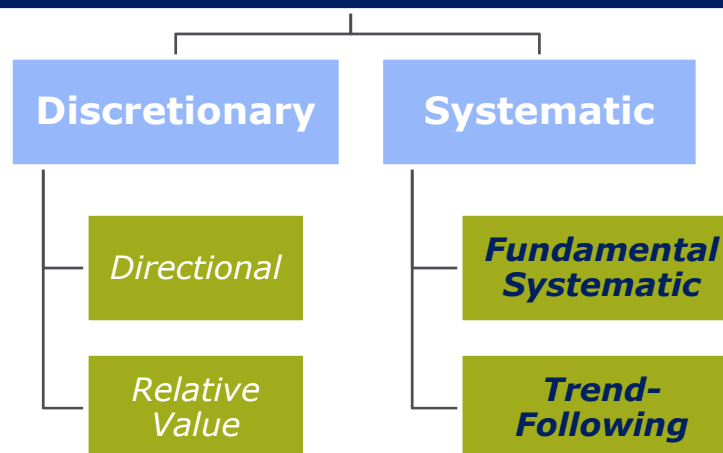 Discretionary
Systematic
Directional
Fundamental
Systematic
Relative
Value
Trend-
Following